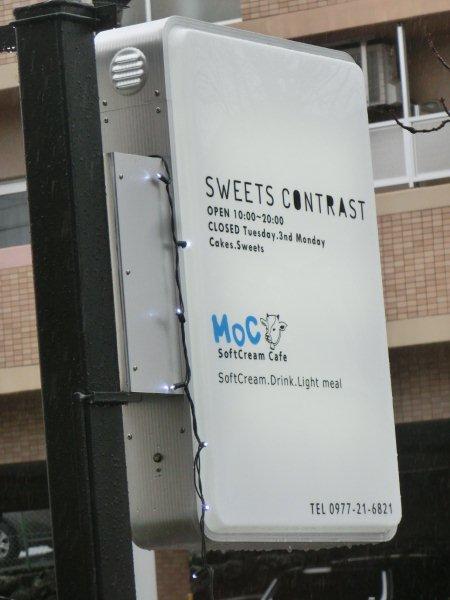 SWEETS CONTRAST
OPEN 10:00~20:00
CLOSED Tuesday.3nd Monday
Cakes.Sweets
MoC
SoftCream Cafe
SoftCream.Drink.Light meal
TEL 0977-21-6821